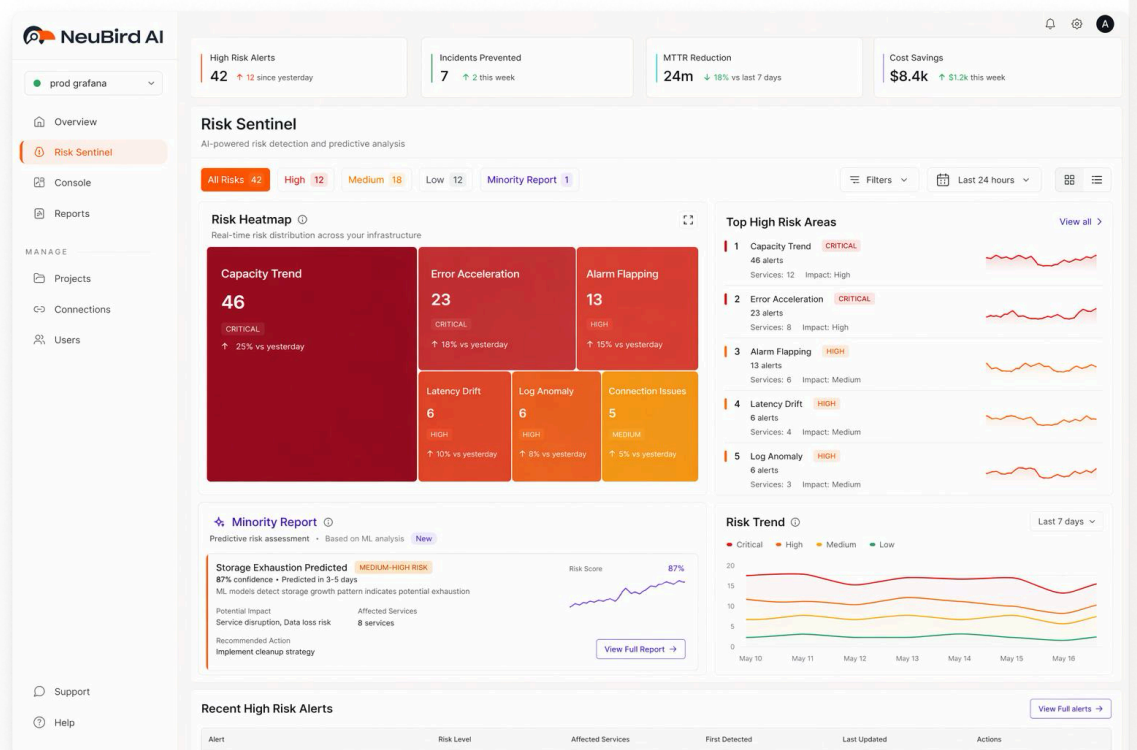 NeuBird AI
prod grafana
Overview
Risk Sentinel
Console
Reports
MANAGE
Projects
Connections
Users
Support
Help
A
High Risk Alerts
42 ↑ 12 since yesterday
Incidents Prevented
7 ↑ 2 this week
MTTR Reduction
24m ↓ 18% vs last 7 days
Cost Savings
$8.4k ↑ $1.2k this week
Risk Sentinel
AI-powered risk detection and predictive analysis
All Risks 42 High 12 Medium 18 Low 12 Minority Report 1
Filters Last 24 hours
Risk Heatmap
Real-time risk distribution across your infrastructure
Capacity Trend
46
CRITICAL
↑ 25% vs yesterday
Error Acceleration
23
CRITICAL
↑ 18% vs yesterday
Alarm Flapping
13
HIGH
↑ 15% vs yesterday
Latency Drift
6
HIGH
↑ 10% vs yesterday
Log Anomaly
6
HIGH
↑ 8% vs yesterday
Connection Issues
5
MEDIUM
↑ 5% vs yesterday
Top High Risk Areas View all
1 Capacity Trend CRITICAL
46 alerts
Services: 12 Impact: High
2 Error Acceleration CRITICAL
23 alerts
Services: 8 Impact: High
3 Alarm Flapping HIGH
13 alerts
Services: 6 Impact: Medium
4 Latency Drift HIGH
6 alerts
Services: 4 Impact: Medium
5 Log Anomaly HIGH
6 alerts
Services: 3 Impact: Medium
Minority Report
Predictive risk assessment • Based on ML analysis New
Storage Exhaustion Predicted MEDIUM-HIGH RISK
87% confidence • Predicted in 3-5 days
ML models detect storage growth pattern indicates potential exhaustion
Potential Impact
Service disruption, Data loss risk
Affected Services
8 services
Recommended Action
Implement cleanup strategy
Risk Score 87%
View Full Report →
Risk Trend Last 7 days
Critical High Medium Low
20
15
10
5
0
May 10 May 11 May 12 May 13 May 14 May 15 May 16
Recent High Risk Alerts View Full alerts →
Alert Risk Level Affected Services First Detected Last Updated Actions